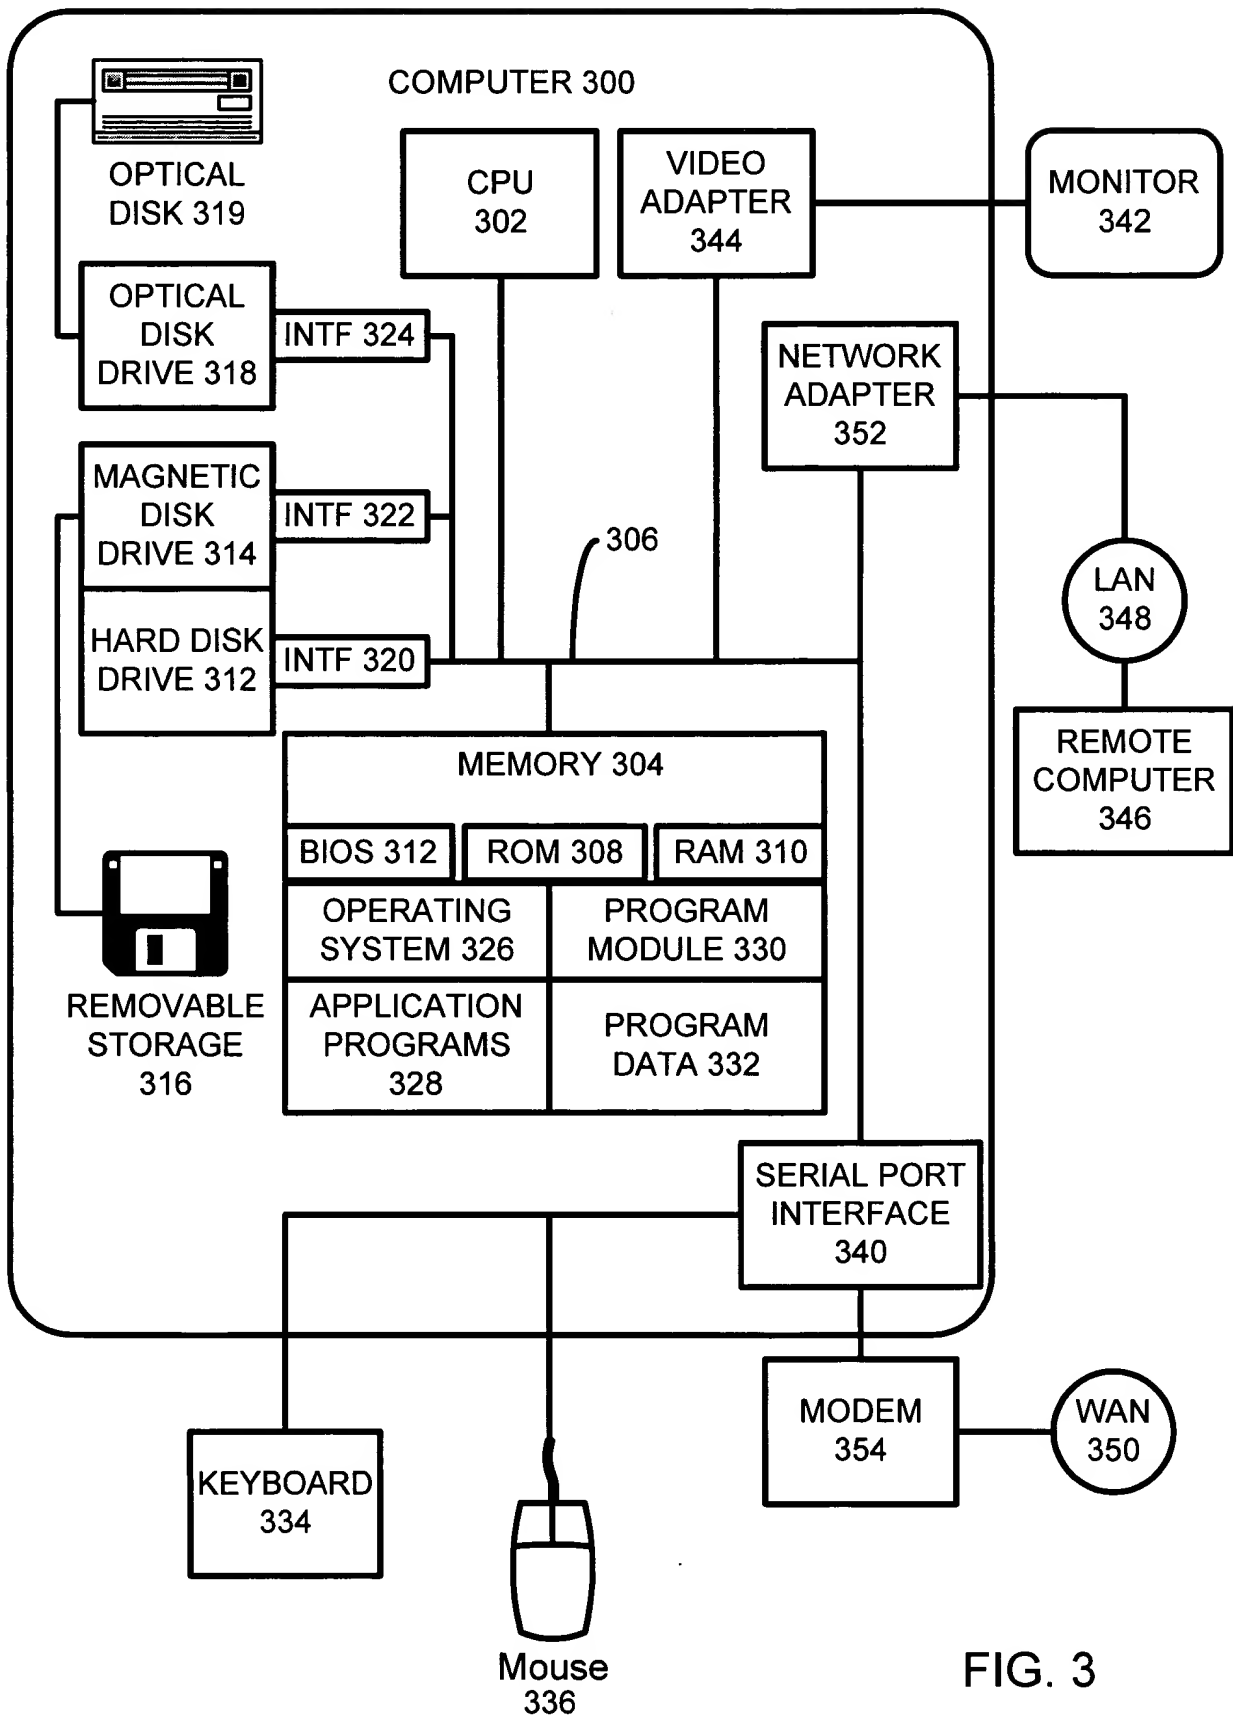 COMPUTER 300
OPTICAL
DISK 319
CPU
302
VIDEO
ADAPTER
344
MONITOR
342
OPTICAL
DISK
DRIVE 318
INTF 324
NETWORK
ADAPTER
352
MAGNETIC
DISK
DRIVE 314
INTF 322
306
LAN
348
HARD DISK
DRIVE 312
INTF 320
REMOTE
COMPUTER
346
MEMORY 304
BIOS 312
ROM 308
RAM 310
OPERATING
SYSTEM 326
PROGRAM
MODULE 330
REMOVABLE
STORAGE
316
APPLICATION
PROGRAMS
328
PROGRAM
DATA 332
SERIAL PORT
INTERFACE
340
MODEM
354
WAN
350
KEYBOARD
334
Mouse
336
FIG. 3